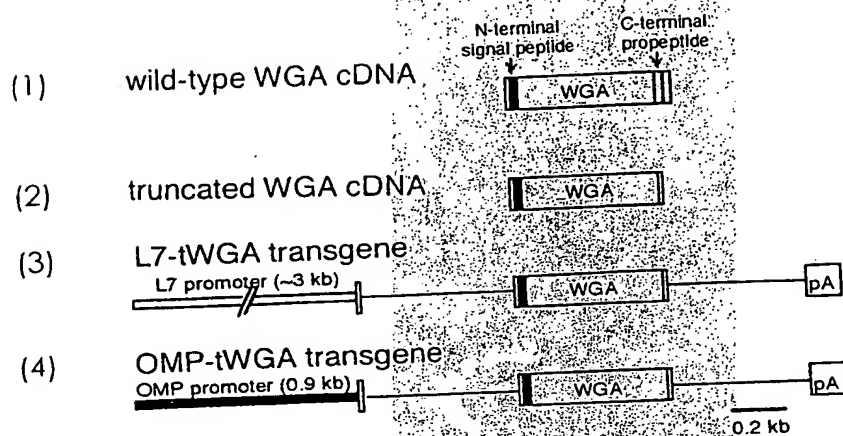 N-terminal signal peptide
C-terminal propeptide
(1) wild-type WGA cDNA
WGA
(2) truncated WGA cDNA
WGA
(3) L7-tWGA transgene
L7 promoter (~3 kb)
WGA
pA
(4) OMP-tWGA transgene
OMP promoter (0.9 kb)
WGA
pA
0.2 kb